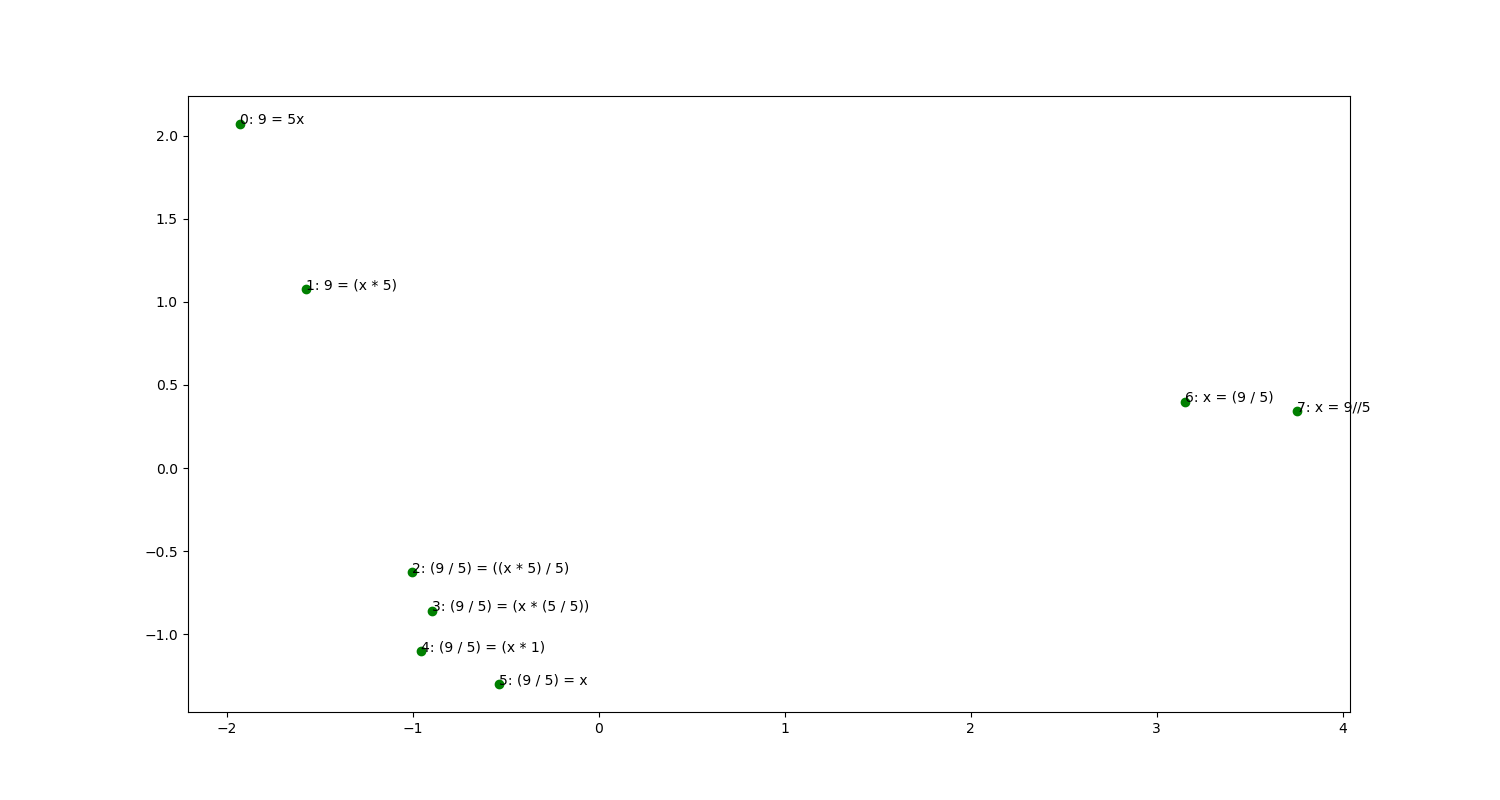 0: 9 = 5x
2.0
1.5
1: 9 = (x * 5)
1.0
0.5
6: x = (9 / 5)
7: x = 9//5
0.0
−0.5
2: (9 / 5) = ((x * 5) / 5)
3: (9 / 5) = (x * (5 / 5))
−1.0
4: (9 / 5) = (x * 1)
5: (9 / 5) = x
−2 −1 0 1 2 3 4